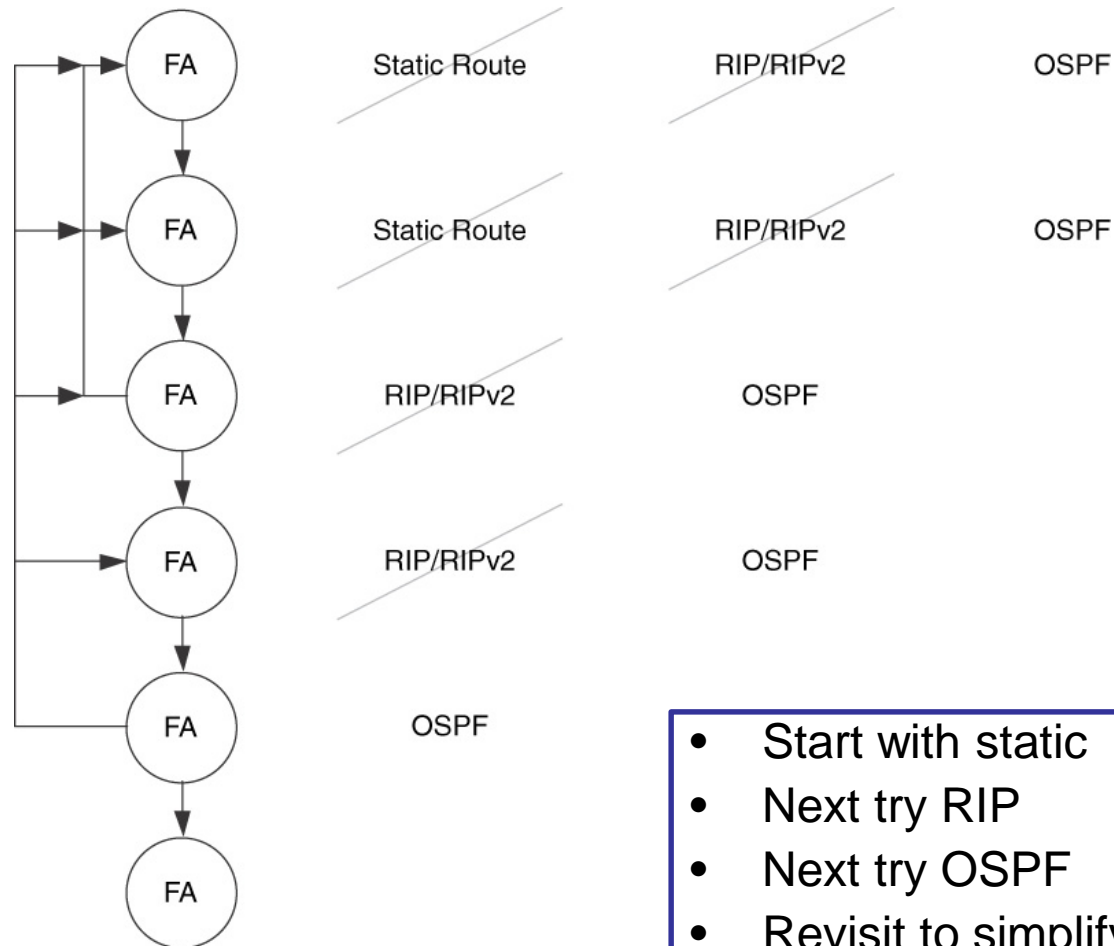 FA Static Route RIP/RIPv2 OSPF
FA Static Route RIP/RIPv2 OSPF
FA RIP/RIPv2 OSPF
FA RIP/RIPv2 OSPF
FA OSPF
FA
• Start with static
• Next try RIP
• Next try OSPF
• Revisit to simplify